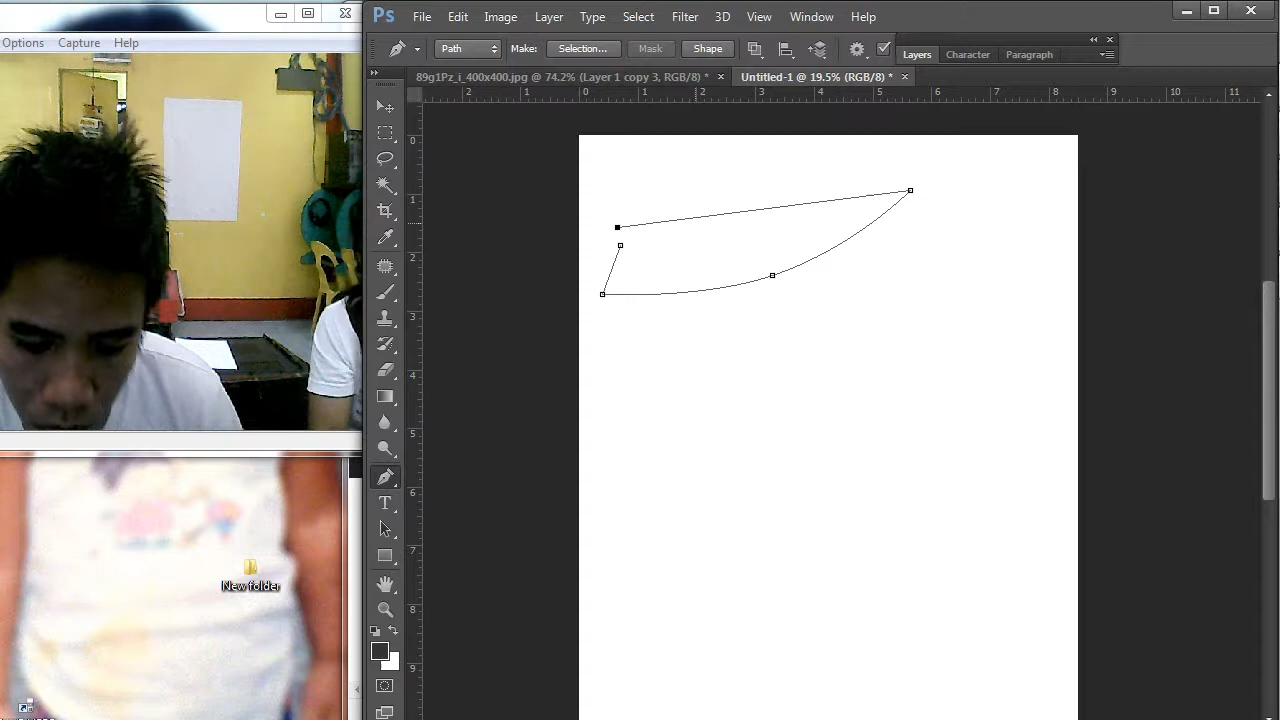 Options Capture Help
New folder
Ps File Edit Image Layer Type Select Filter 3D View Window Help
Path Make: Selection... Mask Shape
Layers Character Paragraph
89g1Pz_i_400x400.jpg @ 74.2% (Layer 1 copy 3, RGB/8) * Untitled-1 @ 19.5% (RGB/8) *
2 1 0 1 2 3 4 5 6 7 8 9 10 11
0
1
2
3
4
5
6
7
8
9
T